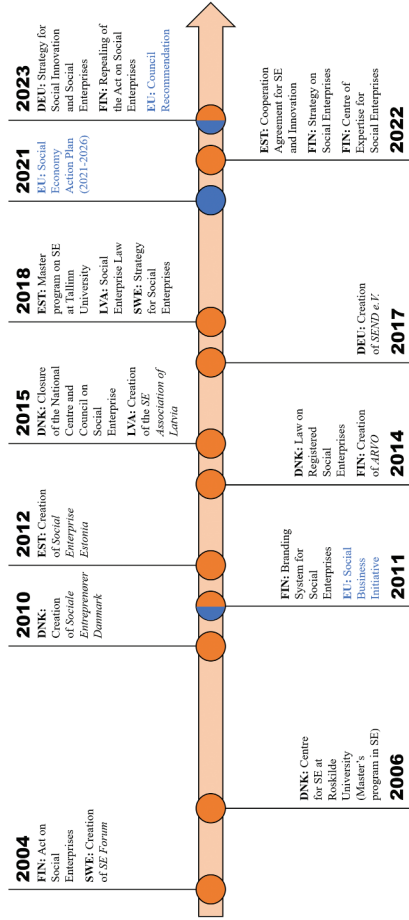 2004
FIN: Act on
Social
Enterprises
SWE: Creation
of SE Forum
2006
DNK: Centre
for SE at
Roskilde
University
(Master's
program in SE)
2010
DNK:
Creation
of Sociale
Entreprenører
Danmark
2011
FIN: Branding
System for
Social
Enterprises
EU: Social
Business
Initiative
2012
EST: Creation
of Social
Enterprise
Estonia
2014
DNK: Law on
Registered
Social
Enterprises
FIN: Creation
of ARVO
2015
DNK: Closure
of the National
Centre and
Council on
Social
Enterprise
LVA: Creation
of the SE
Association of
Latvia
2017
DEU: Creation
of SEND e.V.
2018
EST: Master
program on SE
at Tallinn
University
LVA: Social
Enterprise Law
SWE: Strategy
for Social
Enterprises
2021
EU: Social
Economy
Action Plan
(2021-2026)
2022
EST: Cooperation
Agreement for SE
and Innovation
FIN: Strategy on
Social Enterprises
FIN: Centre of
Expertise for
Social Enterprises
2023
DEU: Strategy for
Social Innovation
and Social
Enterprises
FIN: Repealing of
the Act on Social
Enterprises
EU: Council
Recommendation